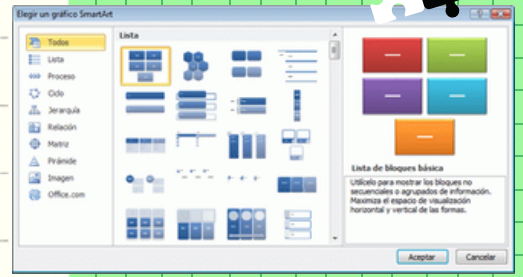 Elegir un gráfico SmartArt
Todos
Lista
Proceso
Ciclo
Jerarquía
Relación
Matriz
Pirámide
Imagen
Office.com
Lista
Lista de bloques básica
Utilícelo para mostrar los bloques no
secuenciales o agrupados de información.
Maximiza el espacio de visualización
horizontal y vertical de las formas.
Aceptar
Cancelar